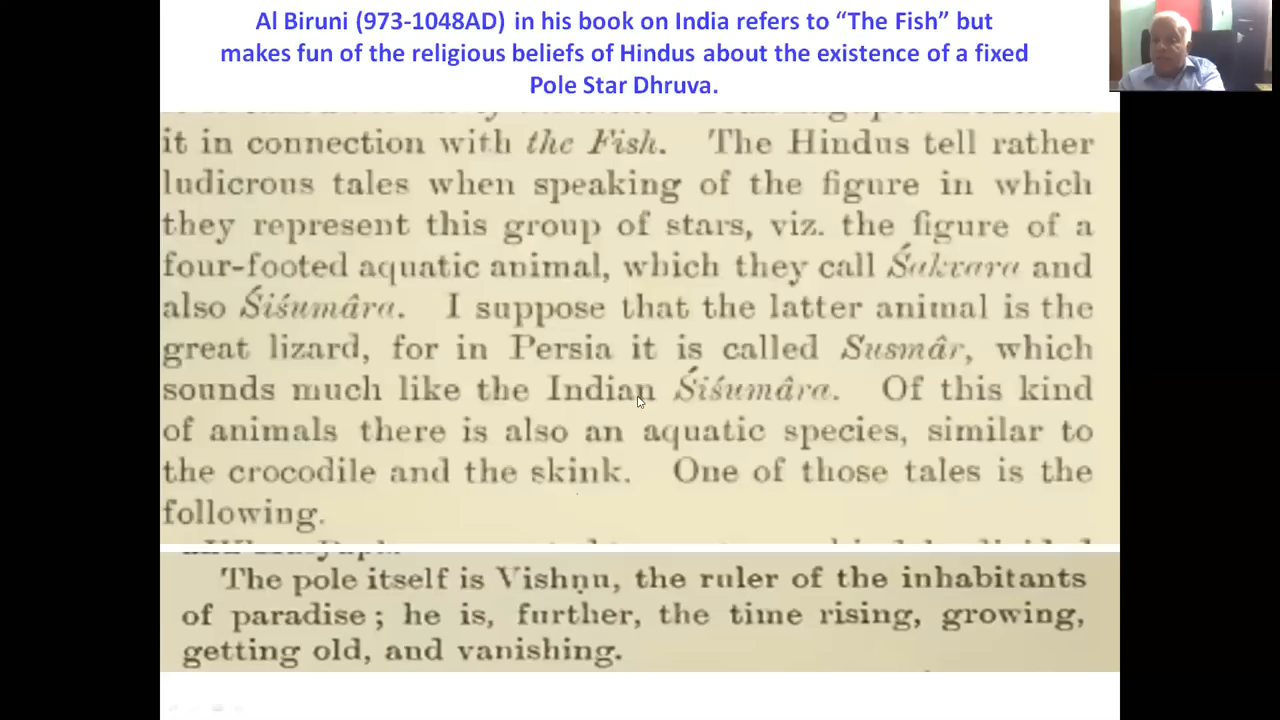 Al Biruni (973-1048AD) in his book on India refers to “The Fish” but
makes fun of the religious beliefs of Hindus about the existence of a fixed
Pole Star Dhruva.
it in connection with the Fish. The Hindus tell rather
ludicrous tales when speaking of the figure in which
they represent this group of stars, viz. the figure of a
four-footed aquatic animal, which they call Śakvara and
also Śiśumâra. I suppose that the latter animal is the
great lizard, for in Persia it is called Susmâr, which
sounds much like the Indian Śiśumâra. Of this kind
of animals there is also an aquatic species, similar to
the crocodile and the skink. One of those tales is the
following.
The pole itself is Vishṇu, the ruler of the inhabitants
of paradise; he is, further, the time rising, growing,
getting old, and vanishing.